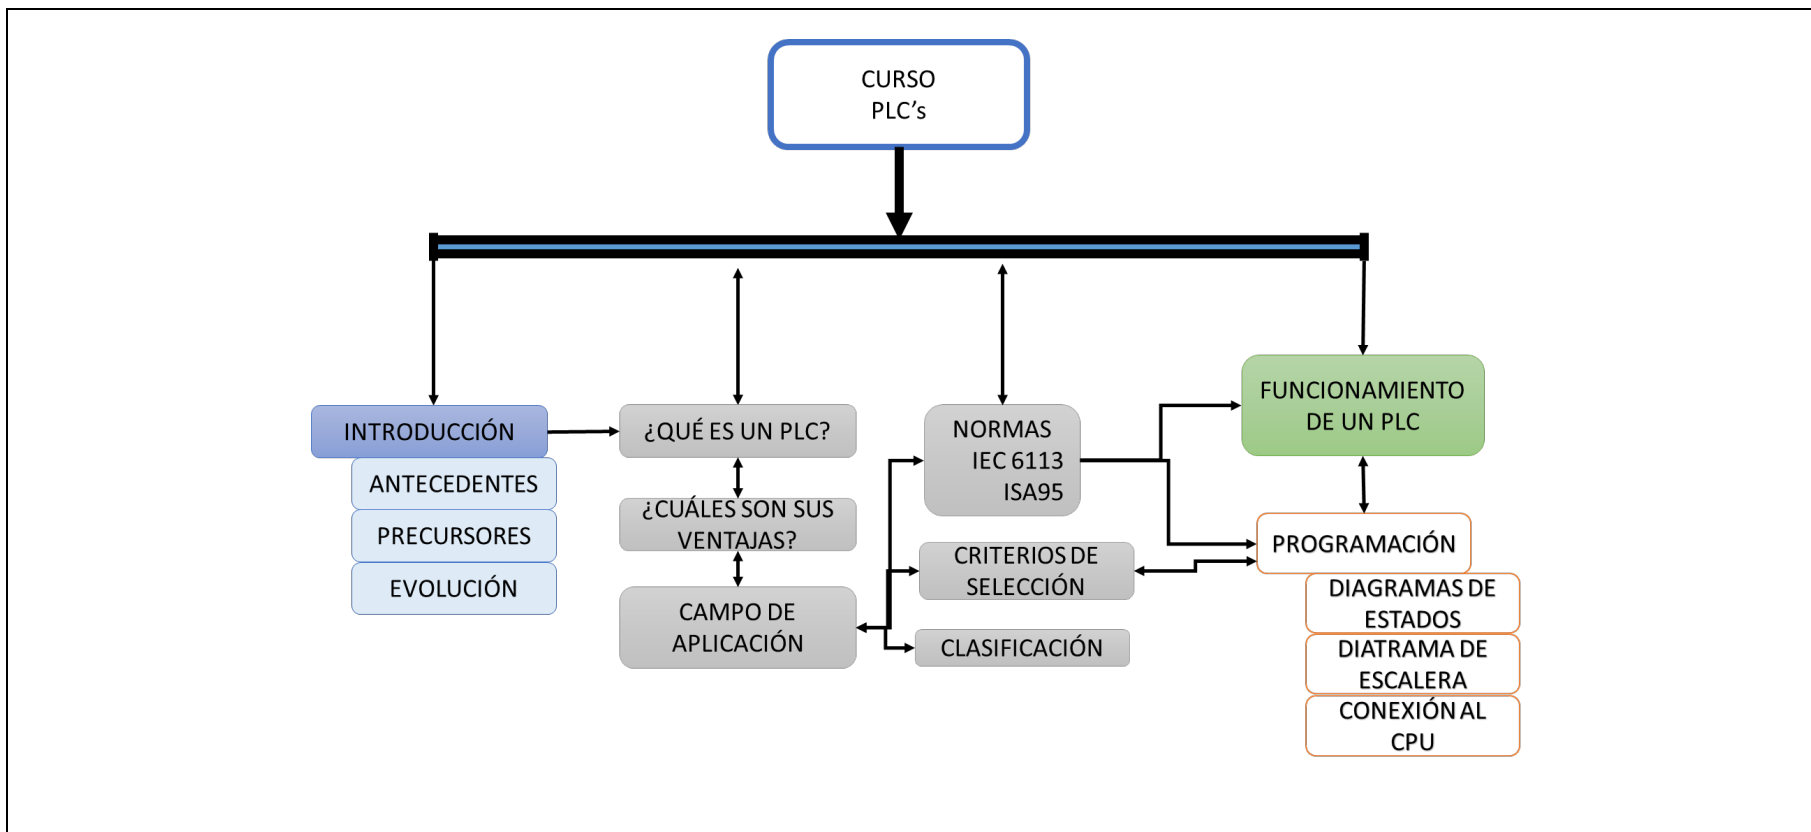 CURSO
PLC's
INTRODUCCIÓN
ANTECEDENTES
PRECURSORES
EVOLUCIÓN
¿QUÉ ES UN PLC?
¿CUÁLES SON SUS
VENTAJAS?
CAMPO DE
APLICACIÓN
NORMAS
IEC 6113
ISA95
CRITERIOS DE
SELECCIÓN
CLASIFICACIÓN
FUNCIONAMIENTO
DE UN PLC
PROGRAMACIÓN
DIAGRAMAS DE
ESTADOS
DIATRAMA DE
ESCALERA
CONEXIÓN AL
CPU